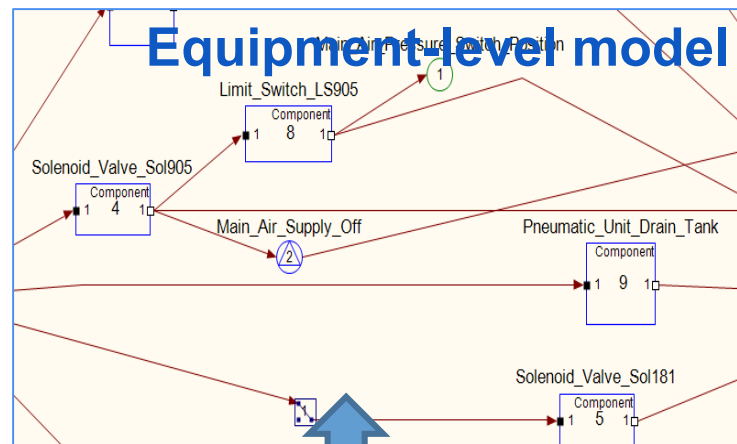 Equipment-level model
Main_Air_Pressure_Switch_Position
1
Limit_Switch_LS905
Component
1 8 1
Solenoid_Valve_Sol905
Component
1 4 1
Main_Air_Supply_Off
2
Pneumatic_Unit_Drain_Tank
Component
1 9 1
Solenoid_Valve_Sol181
Component
1 5 1
1